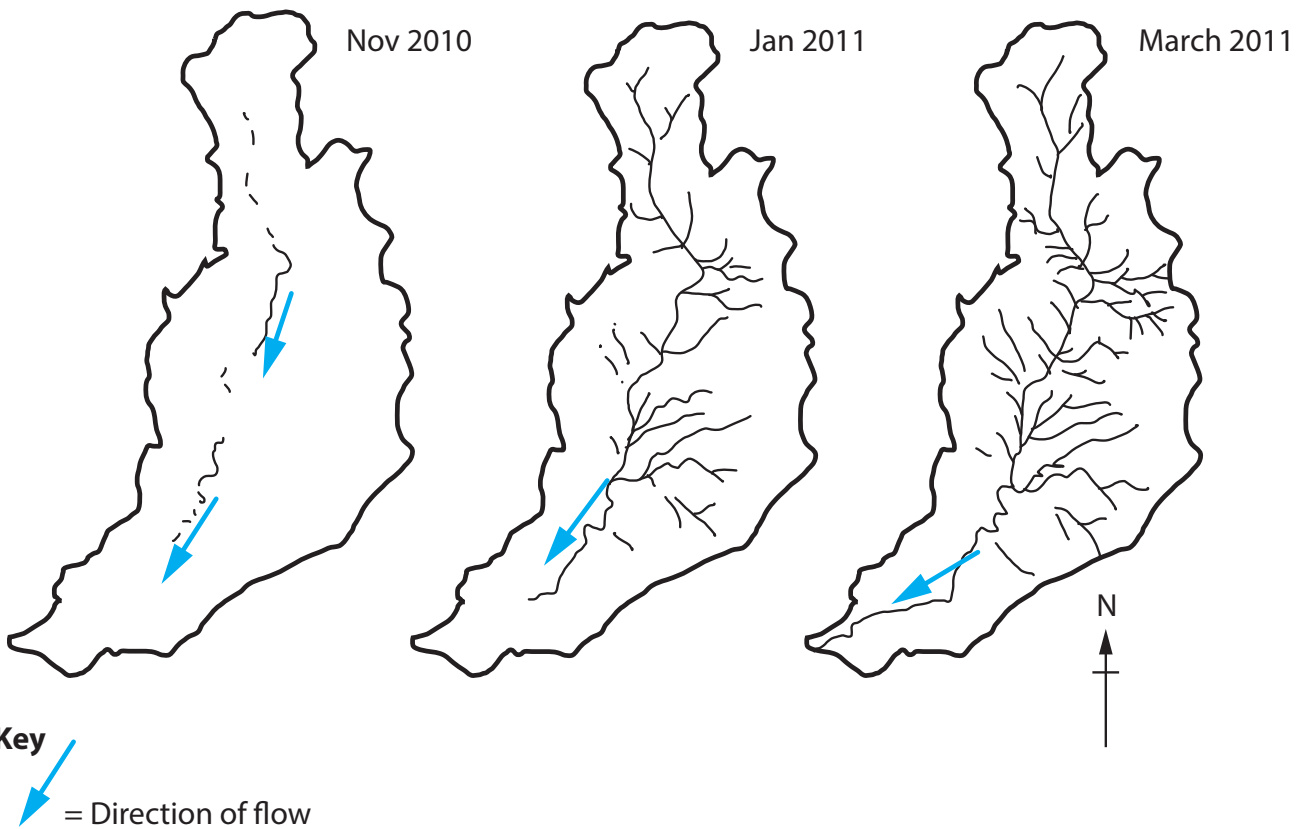 Nov 2010
Jan 2011
March 2011
N
Key
= Direction of flow